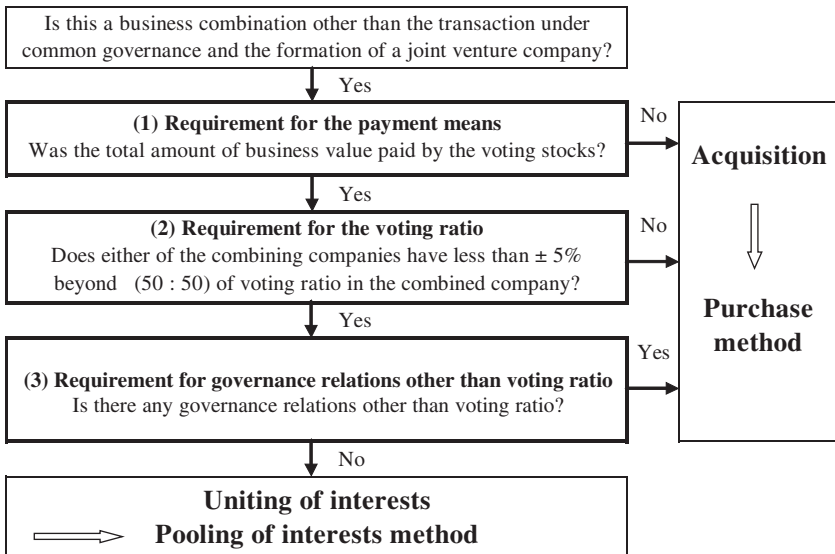 Is this a business combination other than the transaction under
common governance and the formation of a joint venture company?
Yes
(1) Requirement for the payment means
Was the total amount of business value paid by the voting stocks?
No
Acquisition
Yes
(2) Requirement for the voting ratio
Does either of the combining companies have less than ± 5%
beyond (50 : 50) of voting ratio in the combined company?
No
Purchase
method
Yes
(3) Requirement for governance relations other than voting ratio
Is there any governance relations other than voting ratio?
Yes
No
Uniting of interests
Pooling of interests method